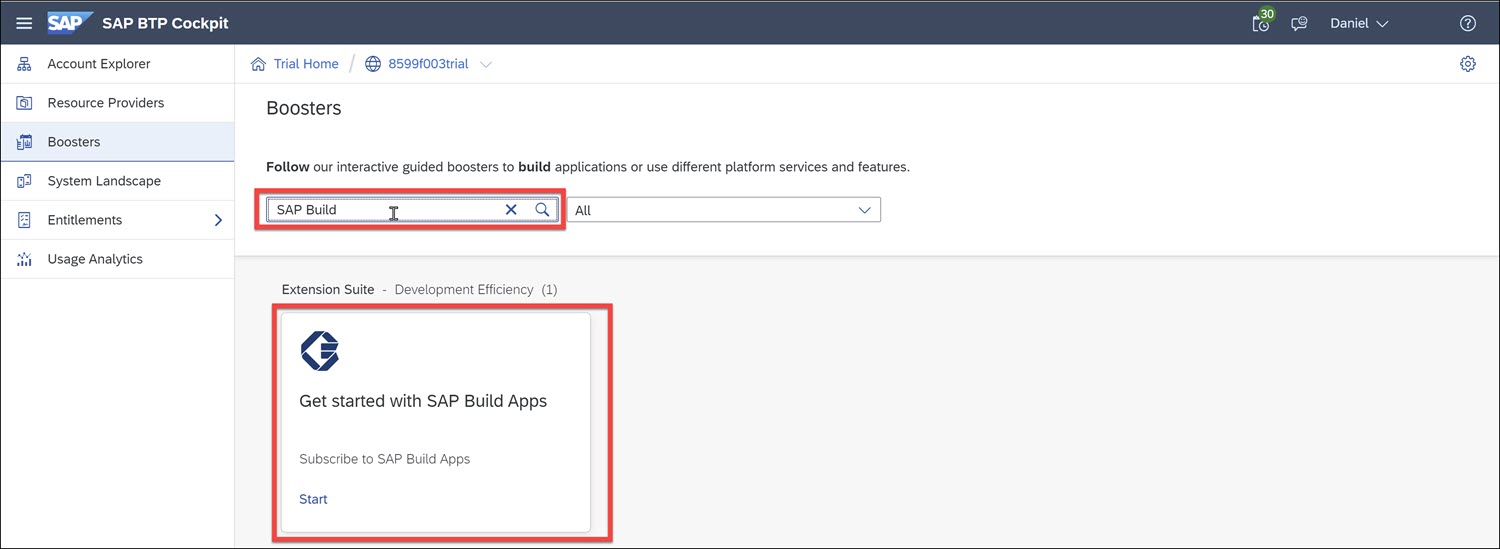 SAP SAP BTP Cockpit 30 Daniel
Account Explorer
Resource Providers
Boosters
System Landscape
Entitlements
Usage Analytics
Trial Home / 8599f003trial
Boosters
Follow our interactive guided boosters to build applications or use different platform services and features.
SAP Build All
Extension Suite - Development Efficiency (1)
Get started with SAP Build Apps
Subscribe to SAP Build Apps
Start